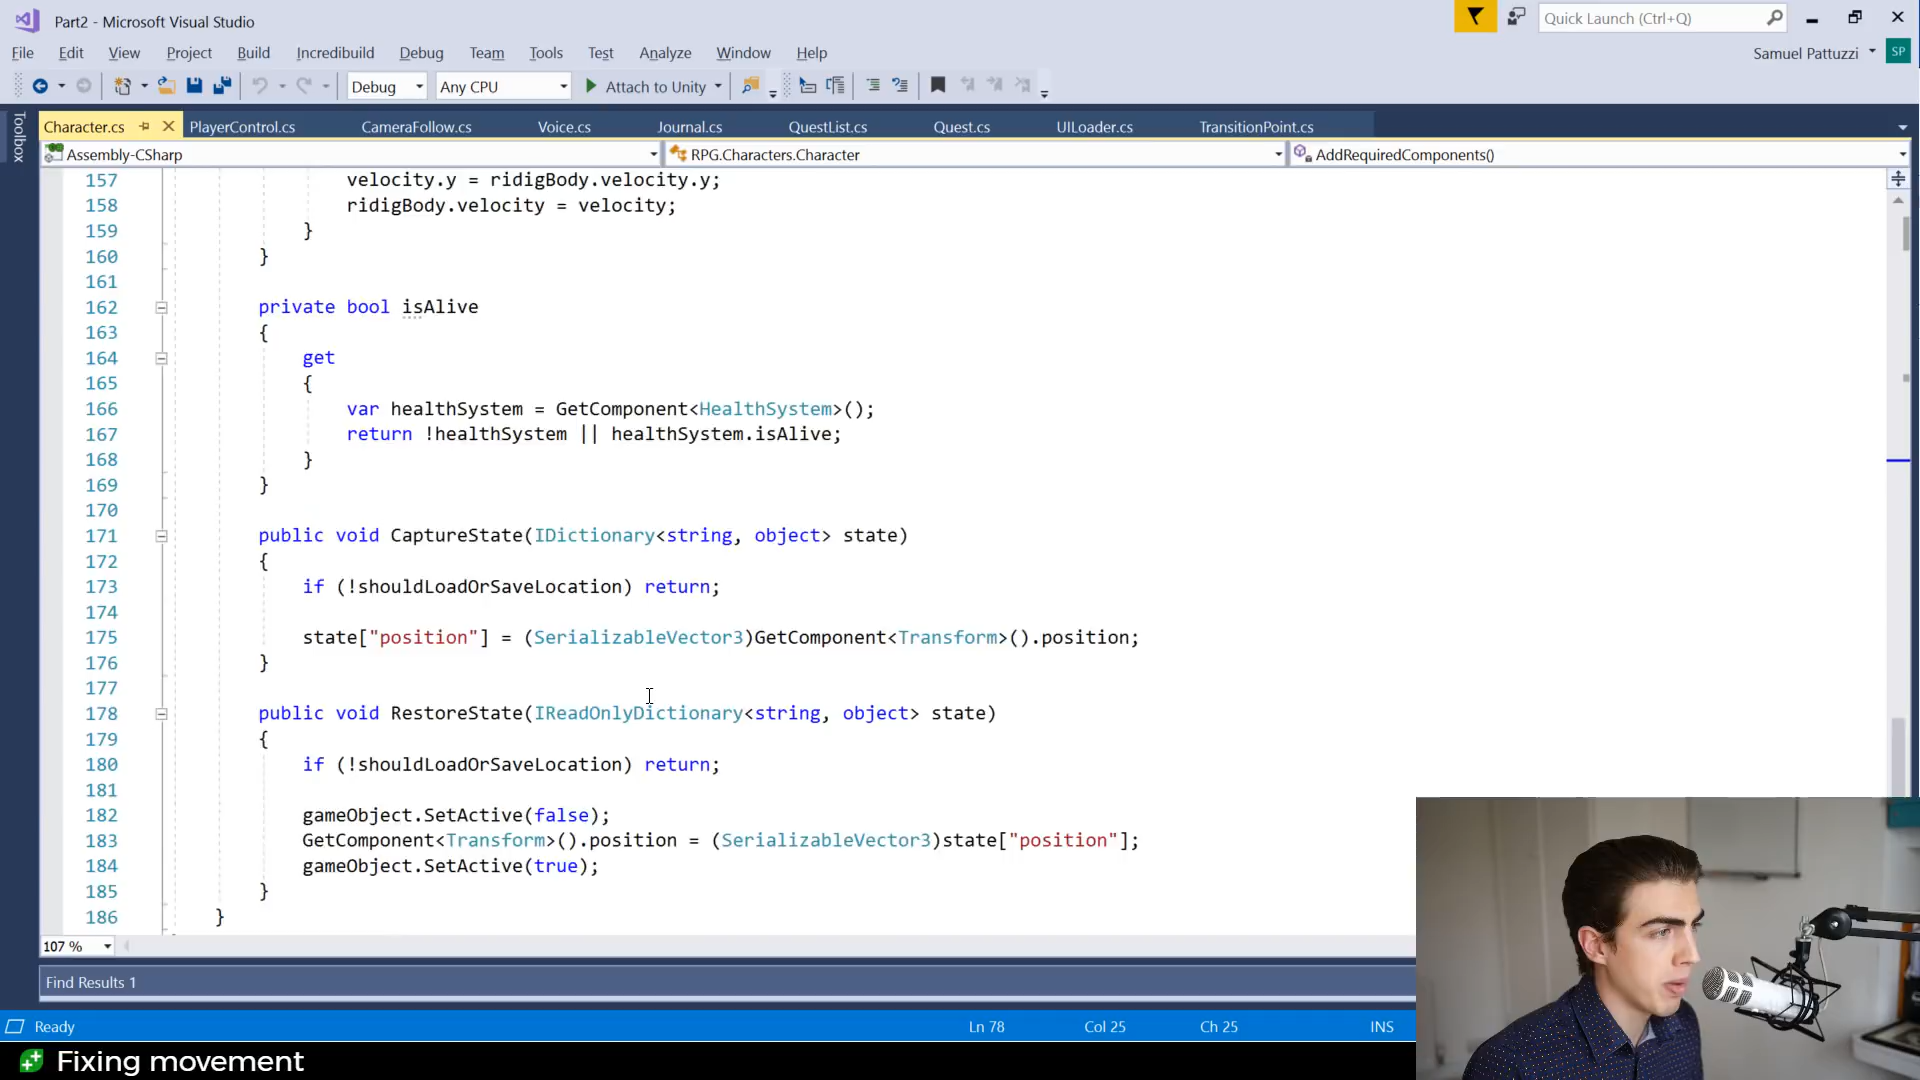 Part2 - Microsoft Visual Studio
Quick Launch (Ctrl+Q)
File Edit View Project Build Incredibuild Debug Team Tools Test Analyze Window Help
Samuel Pattuzzi SP
Debug Any CPU Attach to Unity
Toolbox
Character.cs PlayerControl.cs CameraFollow.cs Voice.cs Journal.cs QuestList.cs Quest.cs UILoader.cs TransitionPoint.cs
Assembly-CSharp RPG.Characters.Character AddRequiredComponents()
157 velocity.y = ridigBody.velocity.y;
158 ridigBody.velocity = velocity;
159 }
160 }
161
162 private bool isAlive
163 {
164 get
165 {
166 var healthSystem = GetComponent<HealthSystem>();
167 return !healthSystem || healthSystem.isAlive;
168 }
169 }
170
171 public void CaptureState(IDictionary<string, object> state)
172 {
173 if (!shouldLoadOrSaveLocation) return;
174
175 state["position"] = (SerializableVector3)GetComponent<Transform>().position;
176 }
177
178 public void RestoreState(IReadOnlyDictionary<string, object> state)
179 {
180 if (!shouldLoadOrSaveLocation) return;
181
182 gameObject.SetActive(false);
183 GetComponent<Transform>().position = (SerializableVector3)state["position"];
184 gameObject.SetActive(true);
185 }
186 }
107 %
Find Results 1
Ready Ln 78 Col 25 Ch 25 INS
Fixing movement